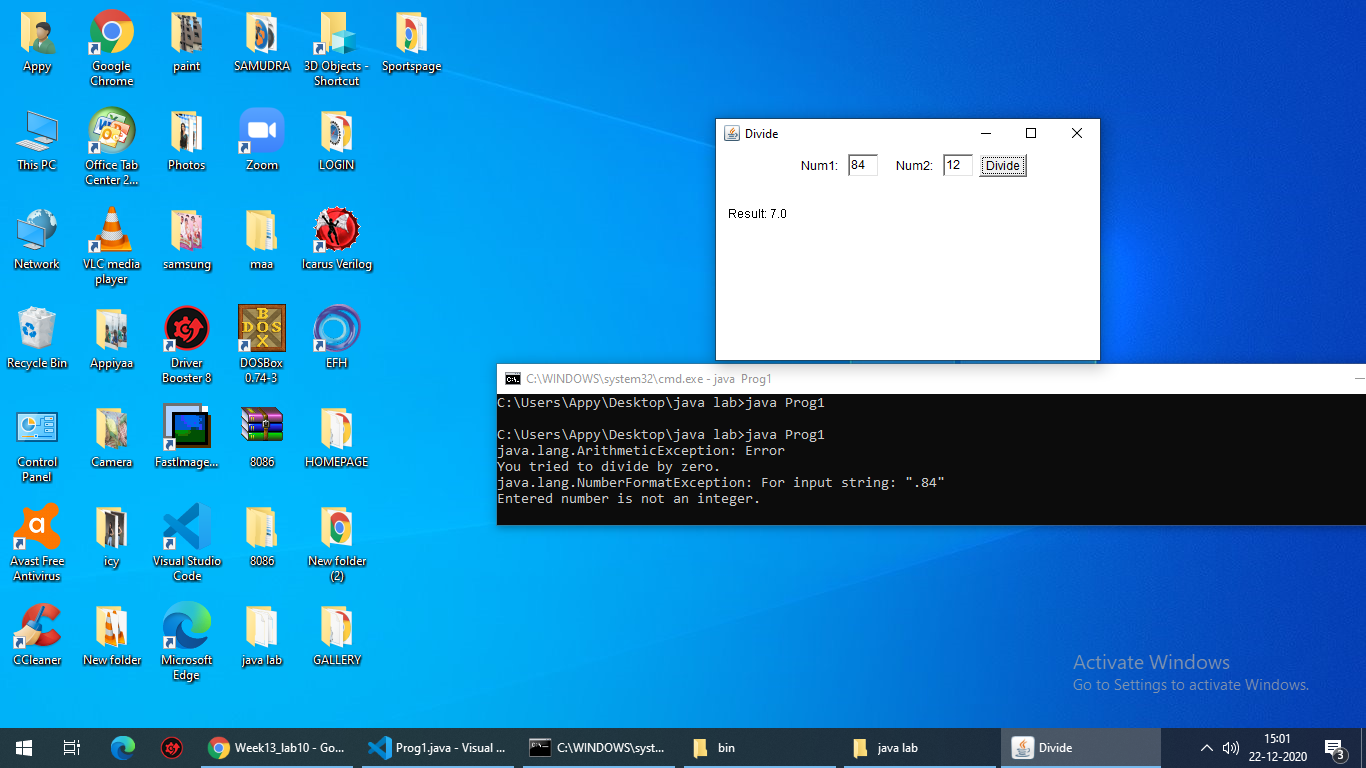 Appy
Google Chrome
paint
SAMUDRA
3D Objects - Shortcut
Sportspage
This PC
Office Tab Center 2...
Photos
Zoom
LOGIN
Network
VLC media player
samsung
maa
Icarus Verilog
Recycle Bin
Appiyaa
Driver Booster 8
DOSBox 0.74-3
EFH
Control Panel
Camera
FastImage...
8086
HOMEPAGE
Avast Free Antivirus
icy
Visual Studio Code
8086
New folder (2)
CCleaner
New folder
Microsoft Edge
java lab
GALLERY
Divide
Num1: 84 Num2: 12 Divide
Result: 7.0
C:\WINDOWS\system32\cmd.exe - java  Prog1
C:\Users\Appy\Desktop\java lab>java Prog1
C:\Users\Appy\Desktop\java lab>java Prog1
java.lang.ArithmeticException: Error
You tried to divide by zero.
java.lang.NumberFormatException: For input string: ".84"
Entered number is not an integer.
Activate Windows
Go to Settings to activate Windows.
Week13_lab10 - Go...
Prog1.java - Visual ...
C:\WINDOWS\syst...
bin
java lab
Divide
15:01
22-12-2020
3